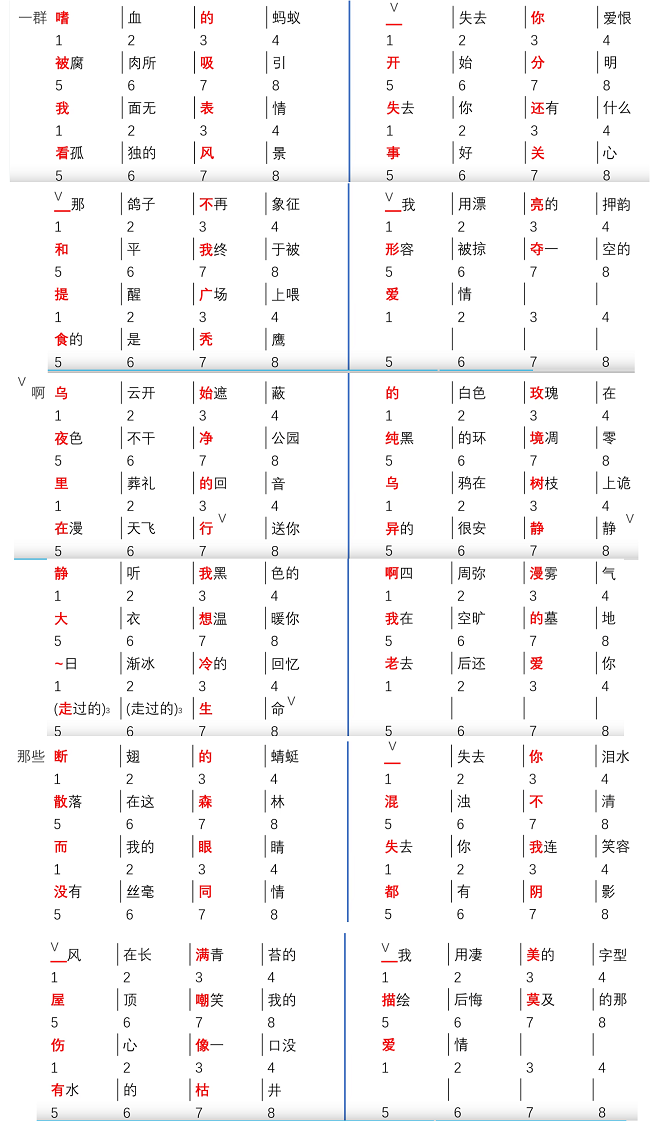 一群 嗜 血 的 蚂蚁
1 2 3 4
被腐 肉所 吸 引
5 6 7 8
我 面无 表 情
1 2 3 4
看孤 独的 风 景
5 6 7 8
V
__ 失去 你 爱恨
1 2 3 4
开 始 分 明
5 6 7 8
失去 你 还有 什么
1 2 3 4
事 好 关 心
5 6 7 8
V
__那 鸽子 不再 象征
1 2 3 4
和 平 我终 于被
5 6 7 8
提 醒 广场 上喂
1 2 3 4
食的 是 秃 鹰
5 6 7 8
V
__我 用漂 亮的 押韵
1 2 3 4
形容 被掠 夺一 空的
5 6 7 8
爱 情
1 2 3 4
5 6 7 8
V
啊 乌 云开 始遮 蔽
1 2 3 4
夜色 不干 净 公园
5 6 7 8
里 葬礼 的回 音
1 2 3 4
在漫 天飞 行V 送你
5 6 7 8
的 白色 玫瑰 在
1 2 3 4
纯黑 的环 境凋 零
5 6 7 8
乌 鸦在 树枝 上诡
1 2 3 4
异的 很安 静 静V
5 6 7 8
静 听 我黑 色的
1 2 3 4
大 衣 想温 暖你
5 6 7 8
~日 渐冰 冷的 回忆
1 2 3 4
(走过的)3 (走过的)3 生 命V
5 6 7 8
啊四 周弥 漫雾 气
1 2 3 4
我在 空旷 的墓 地
5 6 7 8
老去 后还 爱 你
1 2 3 4
5 6 7 8
那些 断 翅 的 蜻蜓
1 2 3 4
散落 在这 森 林
5 6 7 8
而 我的 眼 睛
1 2 3 4
没有 丝毫 同 情
5 6 7 8
V
__ 失去 你 泪水
1 2 3 4
混 浊 不 清
5 6 7 8
失去 你 我连 笑容
1 2 3 4
都 有 阴 影
5 6 7 8
V
__风 在长 满青 苔的
1 2 3 4
屋 顶 嘲笑 我的
5 6 7 8
伤 心 像一 口没
1 2 3 4
有水 的 枯 井
5 6 7 8
V
__我 用凄 美的 字型
1 2 3 4
描绘 后悔 莫及 的那
5 6 7 8
爱 情
1 2 3 4
5 6 7 8